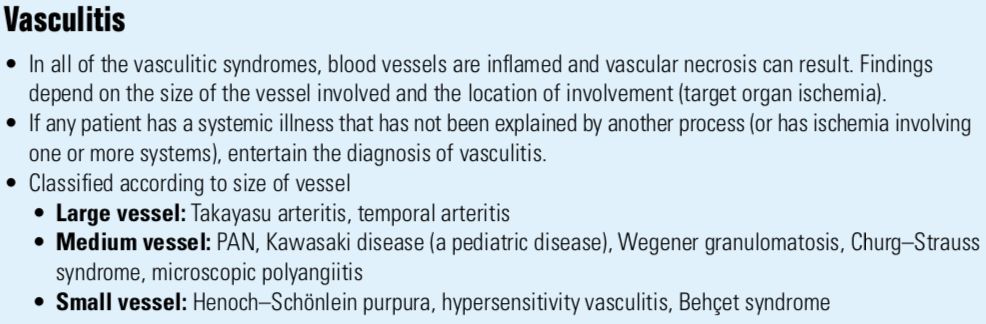 Vasculitis
• In all of the vasculitic syndromes, blood vessels are inflamed and vascular necrosis can result. Findings
depend on the size of the vessel involved and the location of involvement (target organ ischemia).
• If any patient has a systemic illness that has not been explained by another process (or has ischemia involving
one or more systems), entertain the diagnosis of vasculitis.
• Classified according to size of vessel
• Large vessel: Takayasu arteritis, temporal arteritis
• Medium vessel: PAN, Kawasaki disease (a pediatric disease), Wegener granulomatosis, Churg–Strauss
syndrome, microscopic polyangiitis
• Small vessel: Henoch–Schönlein purpura, hypersensitivity vasculitis, Behçet syndrome